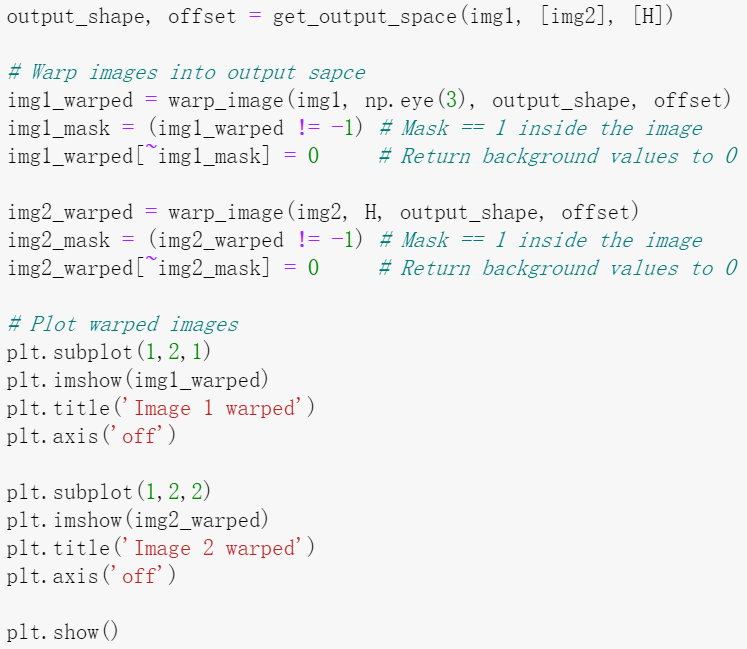 output_shape, offset = get_output_space(img1, [img2], [H])
# Warp images into output sapce
img1_warped = warp_image(img1, np.eye(3), output_shape, offset)
img1_mask = (img1_warped != -1) # Mask == 1 inside the image
img1_warped[~img1_mask] = 0     # Return background values to 0
img2_warped = warp_image(img2, H, output_shape, offset)
img2_mask = (img2_warped != -1) # Mask == 1 inside the image
img2_warped[~img2_mask] = 0     # Return background values to 0
# Plot warped images
plt.subplot(1,2,1)
plt.imshow(img1_warped)
plt.title('Image 1 warped')
plt.axis('off')
plt.subplot(1,2,2)
plt.imshow(img2_warped)
plt.title('Image 2 warped')
plt.axis('off')
plt.show()